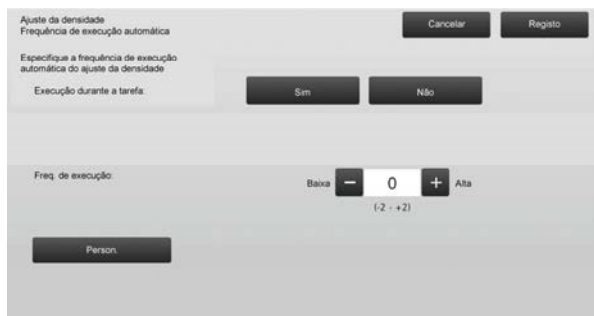 Ajuste da densidade
Frequência de execução automática
Cancelar
Registo
Especifique a frequência de execução
automática do ajuste da densidade
Execução durante a tarefa:
Sim
Não
Freq. de execução:
Baixa − 0 + Alta
(-2 - +2)
Person.